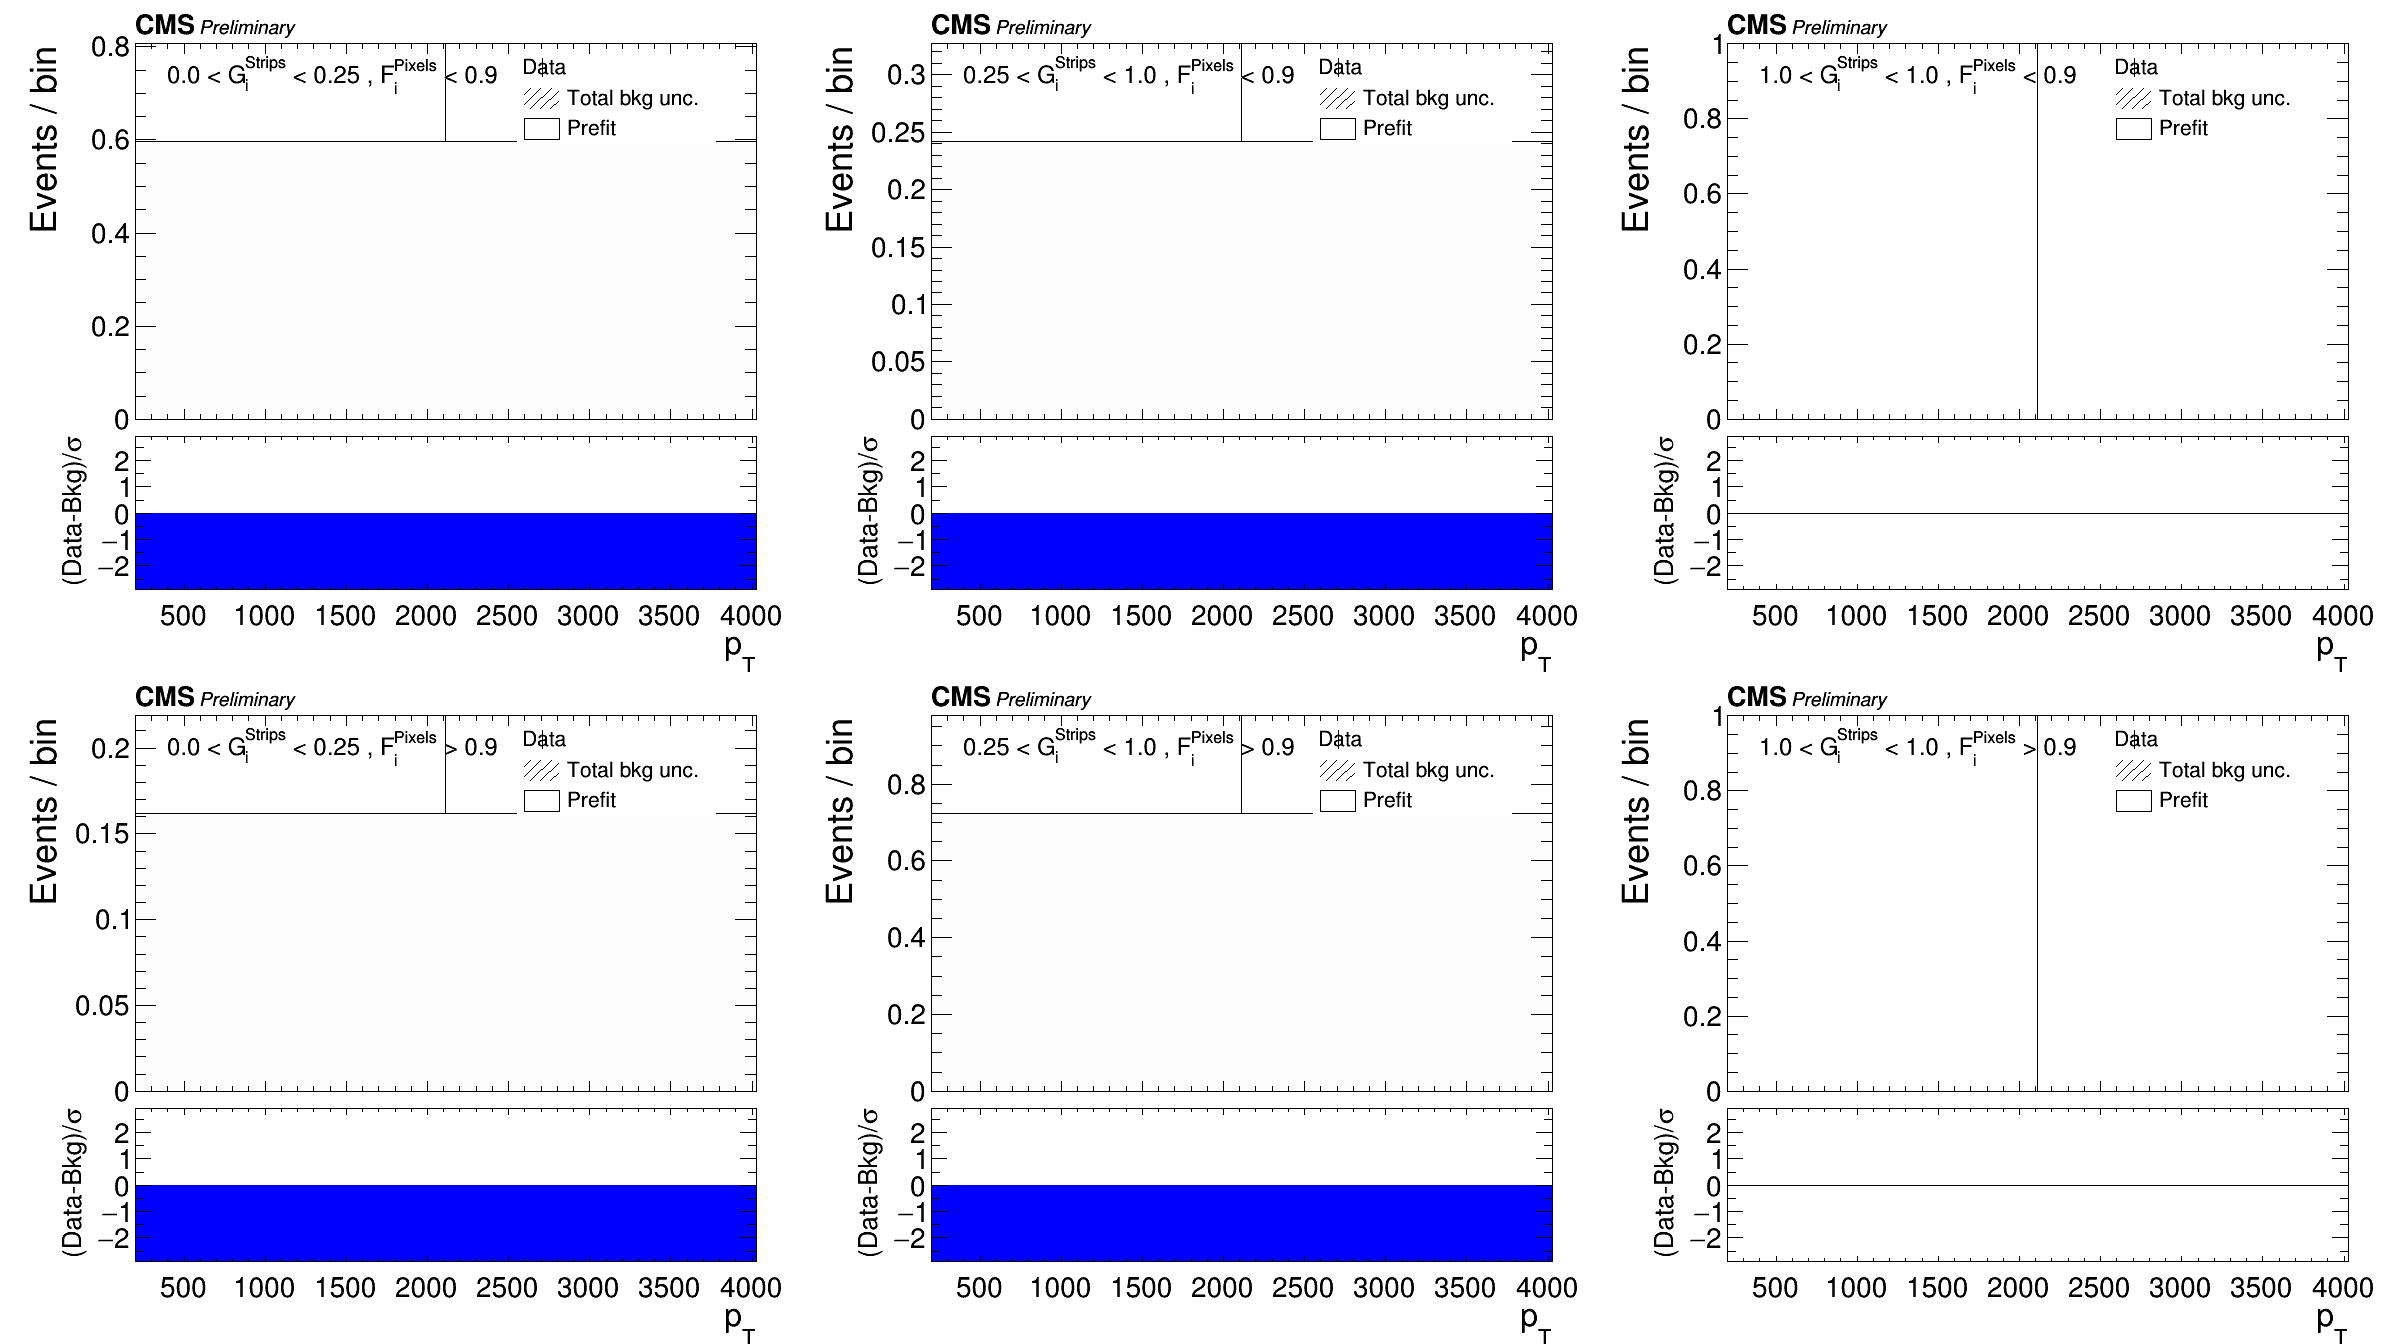 CMS Preliminary
Events / bin
0.0 < G_i^Strips < 0.25 , F_i^Pixels < 0.9
Data
Total bkg unc.
Prefit
0.8
0.6
0.4
0.2
0
(Data-Bkg)/σ
2
1
0
−1
−2
500 1000 1500 2000 2500 3000 3500 4000
p_T
CMS Preliminary
Events / bin
0.25 < G_i^Strips < 1.0 , F_i^Pixels < 0.9
Data
Total bkg unc.
Prefit
0.3
0.25
0.2
0.15
0.1
0.05
0
(Data-Bkg)/σ
2
1
0
−1
−2
500 1000 1500 2000 2500 3000 3500 4000
p_T
CMS Preliminary
Events / bin
1.0 < G_i^Strips < 1.0 , F_i^Pixels < 0.9
Data
Total bkg unc.
Prefit
1
0.8
0.6
0.4
0.2
0
(Data-Bkg)/σ
2
1
0
−1
−2
500 1000 1500 2000 2500 3000 3500 4000
p_T
CMS Preliminary
Events / bin
0.0 < G_i^Strips < 0.25 , F_i^Pixels > 0.9
Data
Total bkg unc.
Prefit
0.2
0.15
0.1
0.05
0
(Data-Bkg)/σ
2
1
0
−1
−2
500 1000 1500 2000 2500 3000 3500 4000
p_T
CMS Preliminary
Events / bin
0.25 < G_i^Strips < 1.0 , F_i^Pixels > 0.9
Data
Total bkg unc.
Prefit
0.8
0.6
0.4
0.2
0
(Data-Bkg)/σ
2
1
0
−1
−2
500 1000 1500 2000 2500 3000 3500 4000
p_T
CMS Preliminary
Events / bin
1.0 < G_i^Strips < 1.0 , F_i^Pixels > 0.9
Data
Total bkg unc.
Prefit
1
0.8
0.6
0.4
0.2
0
(Data-Bkg)/σ
2
1
0
−1
−2
500 1000 1500 2000 2500 3000 3500 4000
p_T